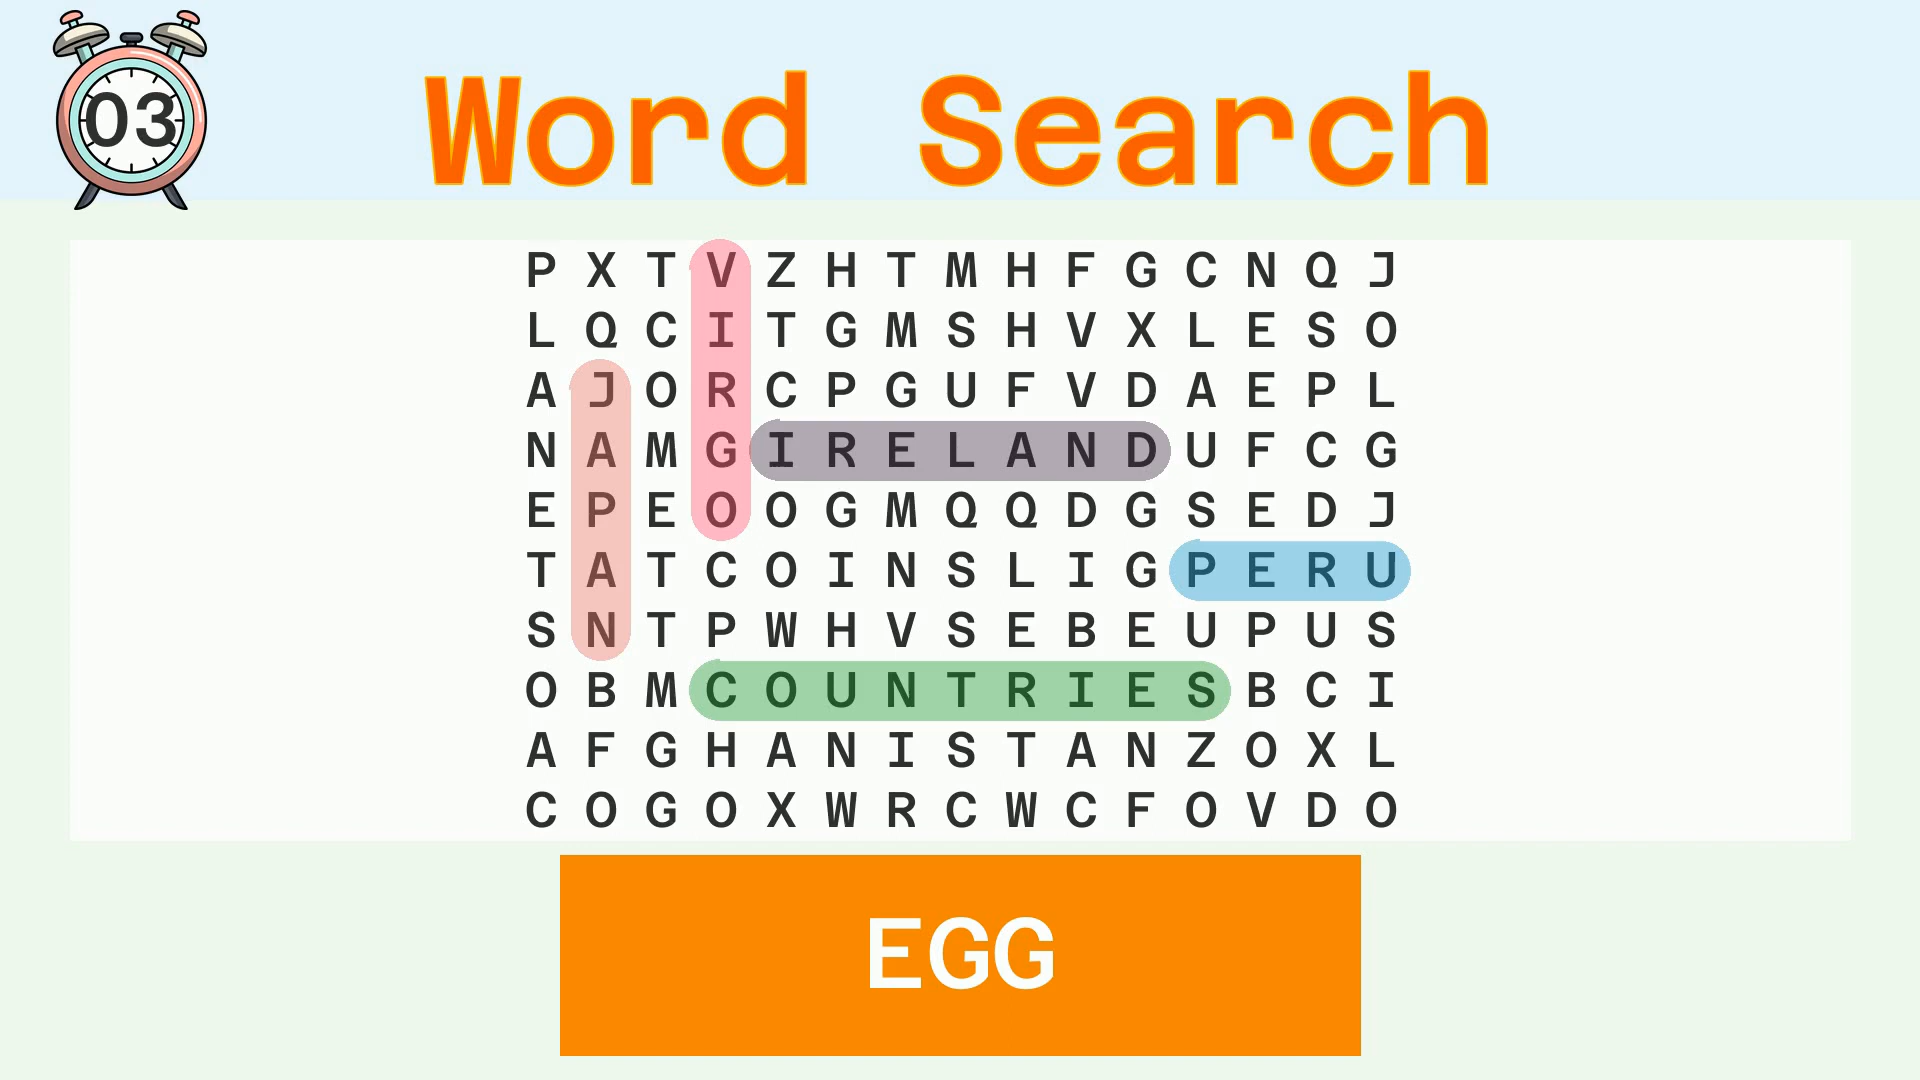 03
Word Search
P X T V Z H T M H F G C N Q J
L Q C I T G M S H V X L E S O
A J O R C P G U F V D A E P L
N A M G I R E L A N D U F C G
E P E O O G M Q Q D G S E D J
T A T C O I N S L I G P E R U
S N T P W H V S E B E U P U S
O B M C O U N T R I E S B C I
A F G H A N I S T A N Z O X L
C O G O X W R C W C F O V D O
EGG